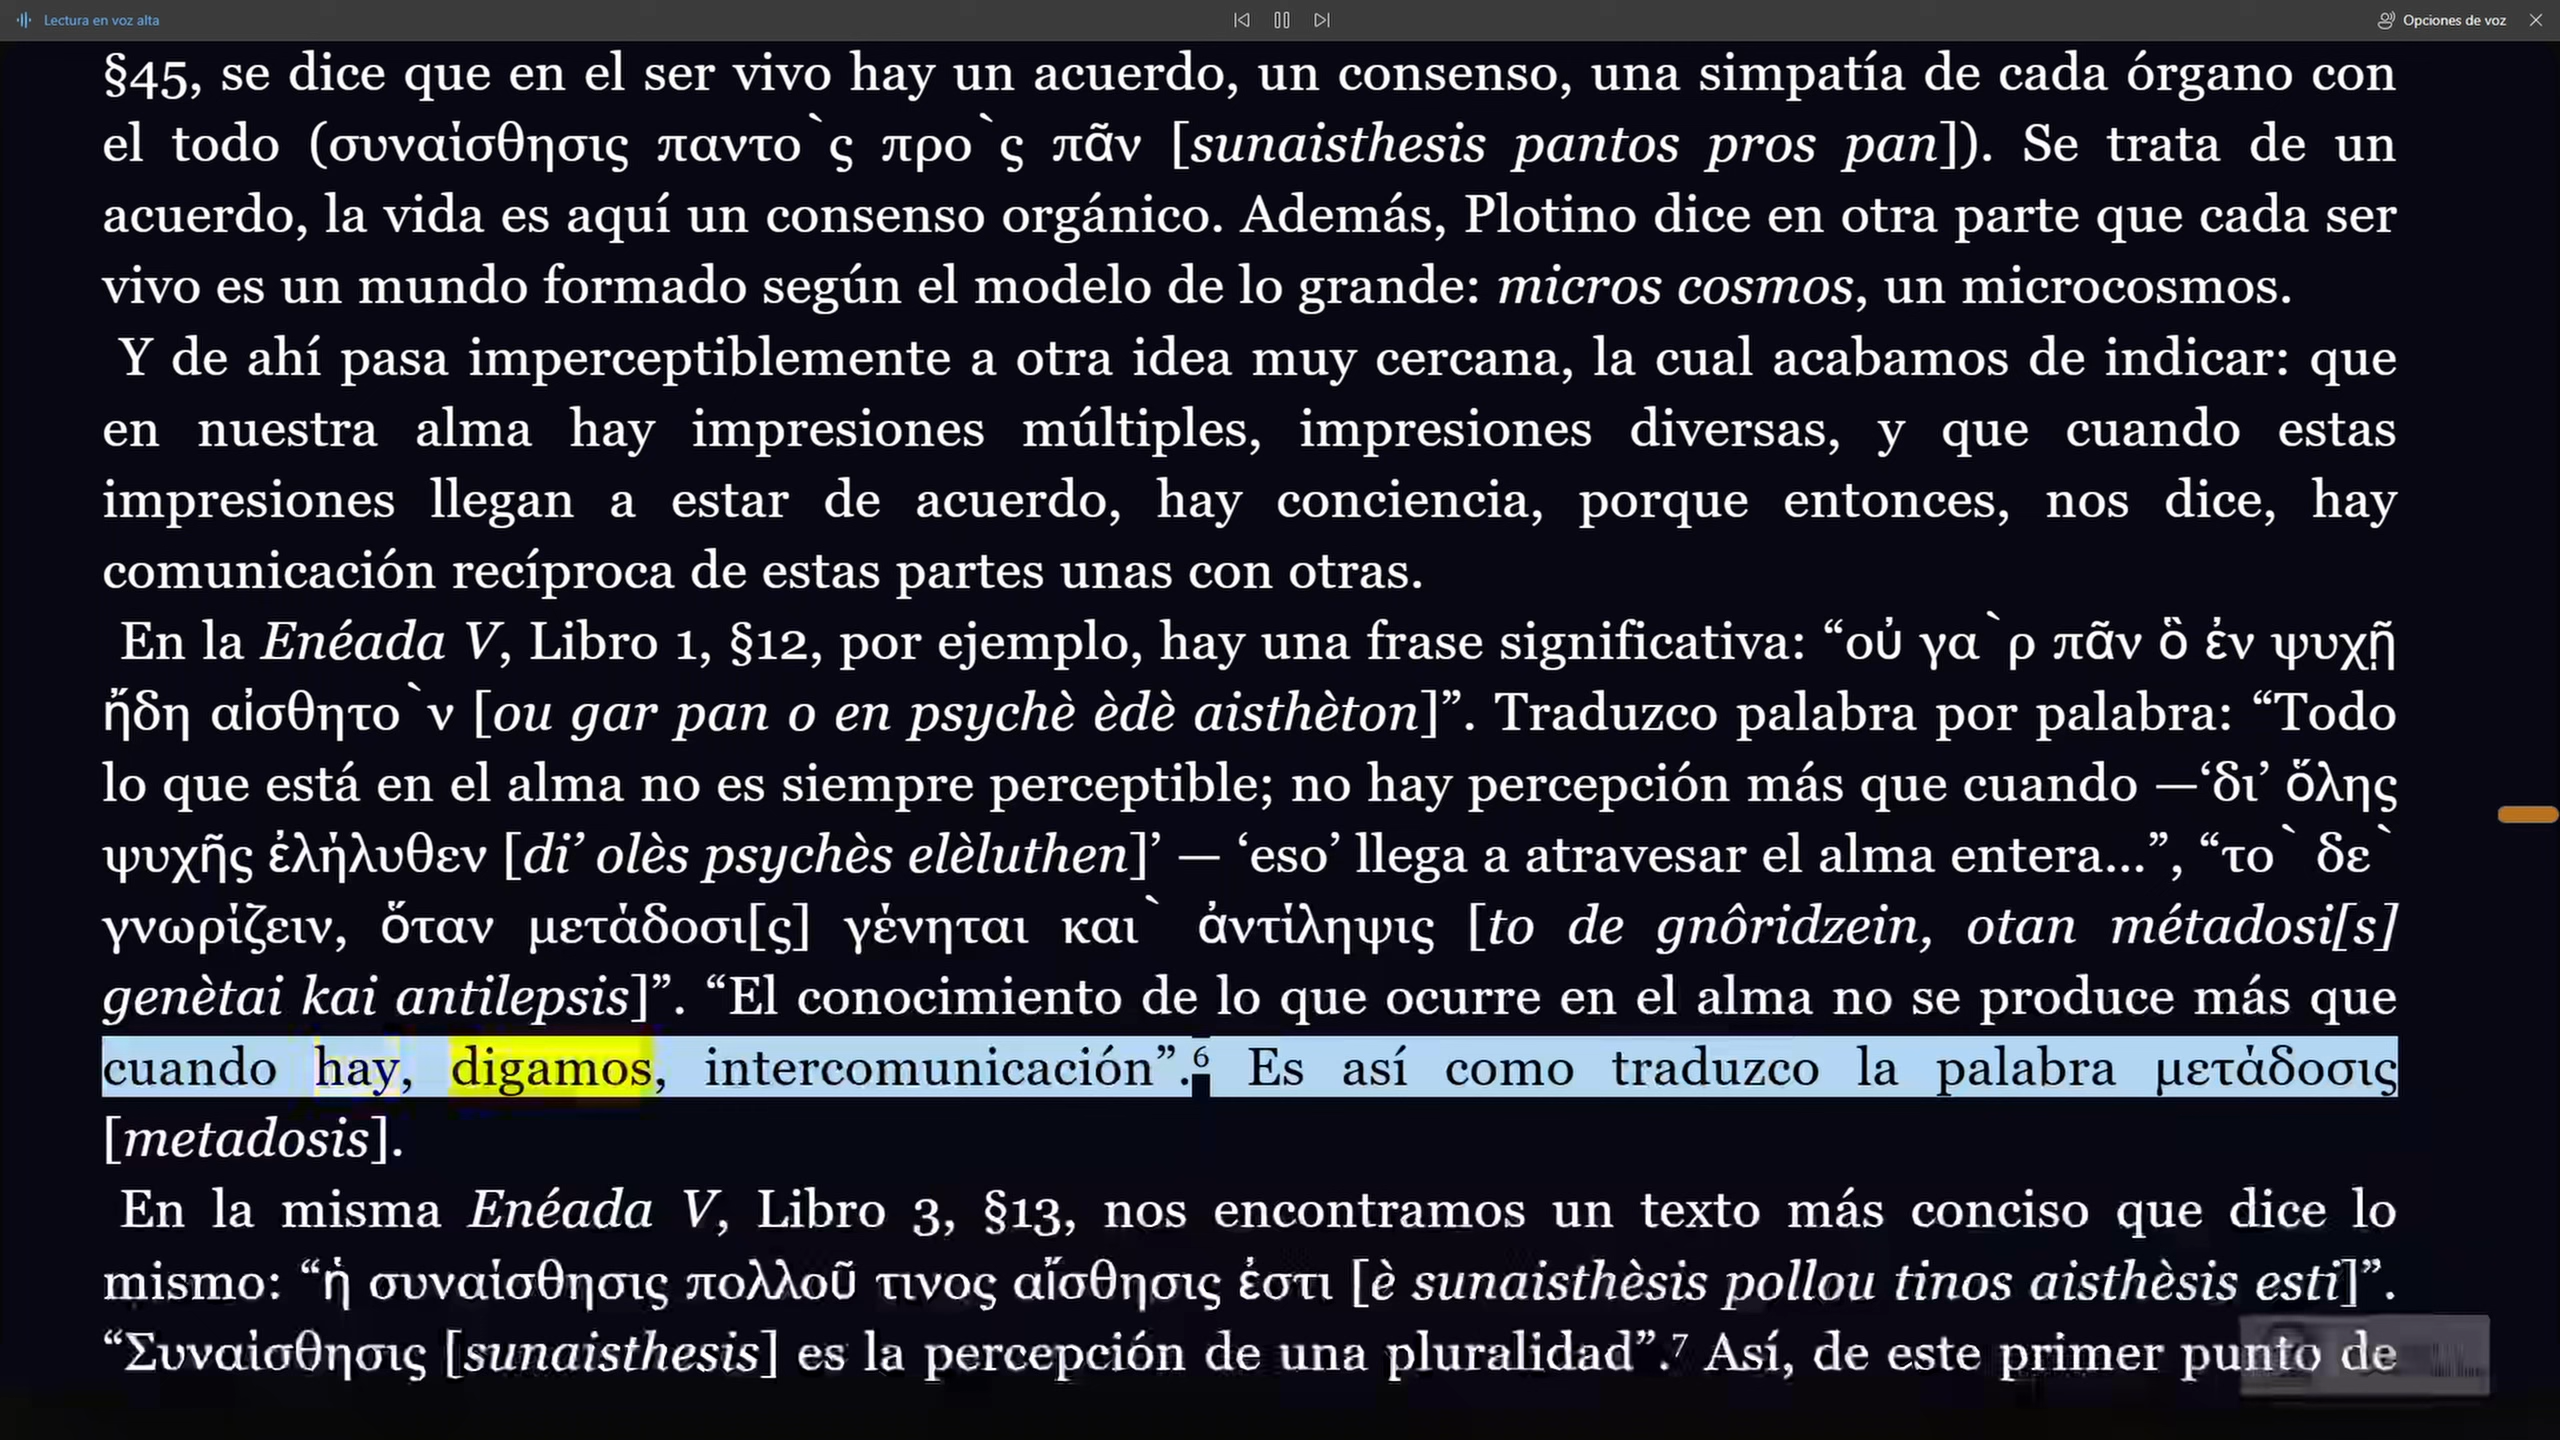 Lectura en voz alta
Opciones de voz
§45, se dice que en el ser vivo hay un acuerdo, un consenso, una simpatía de cada órgano con
el todo (συναίσθησις παντο`ς προ`ς πᾶν [sunaisthesis pantos pros pan]). Se trata de un
acuerdo, la vida es aquí un consenso orgánico. Además, Plotino dice en otra parte que cada ser
vivo es un mundo formado según el modelo de lo grande: micros cosmos, un microcosmos.
Y de ahí pasa imperceptiblemente a otra idea muy cercana, la cual acabamos de indicar: que
en nuestra alma hay impresiones múltiples, impresiones diversas, y que cuando estas
impresiones llegan a estar de acuerdo, hay conciencia, porque entonces, nos dice, hay
comunicación recíproca de estas partes unas con otras.
En la Enéada V, Libro 1, §12, por ejemplo, hay una frase significativa: “οὐ γα`ρ πᾶν ὃ ἐν ψυχῇ
ἤδη αἰσθητο`ν [ou gar pan o en psychè èdè aisthèton]”. Traduzco palabra por palabra: “Todo
lo que está en el alma no es siempre perceptible; no hay percepción más que cuando —‘δι’ ὅλης
ψυχῆς ἐλήλυθεν [di’ olès psychès elèluthen]’ — ‘eso’ llega a atravesar el alma entera...”, “το` δε`
γνωρίζειν, ὅταν μετάδοσι[ς] γένηται και` ἀντίληψις [to de gnôridzein, otan métadosi[s]
genètai kai antilepsis]”. “El conocimiento de lo que ocurre en el alma no se produce más que
cuando hay, digamos, intercomunicación”.⁶ Es así como traduzco la palabra μετάδοσις
[metadosis].
En la misma Enéada V, Libro 3, §13, nos encontramos un texto más conciso que dice lo
mismo: “ἡ συναίσθησις πολλοῦ τινος αἴσθησις ἐστι [è sunaisthèsis pollou tinos aisthèsis esti]”.
“Συναίσθησις [sunaisthesis] es la percepción de una pluralidad”.⁷ Así, de este primer punto de